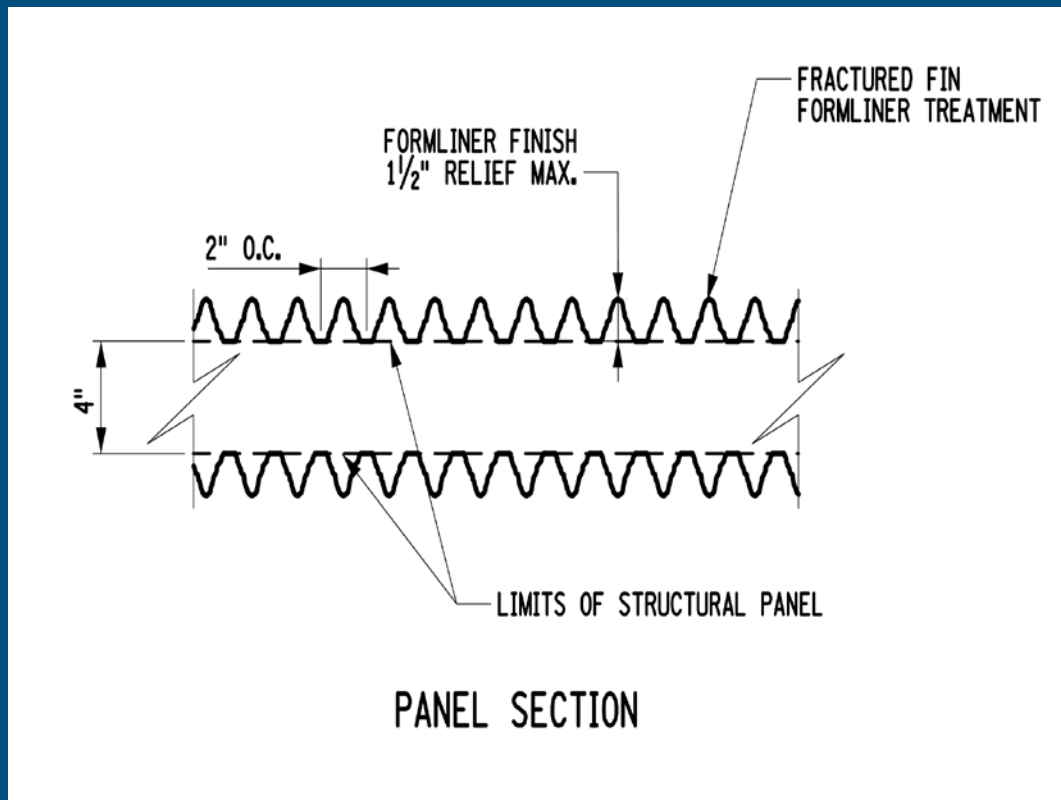 FRACTURED FIN
FORMLINER TREATMENT
FORMLINER FINISH
1½" RELIEF MAX.
2" O.C.
4"
LIMITS OF STRUCTURAL PANEL
PANEL SECTION